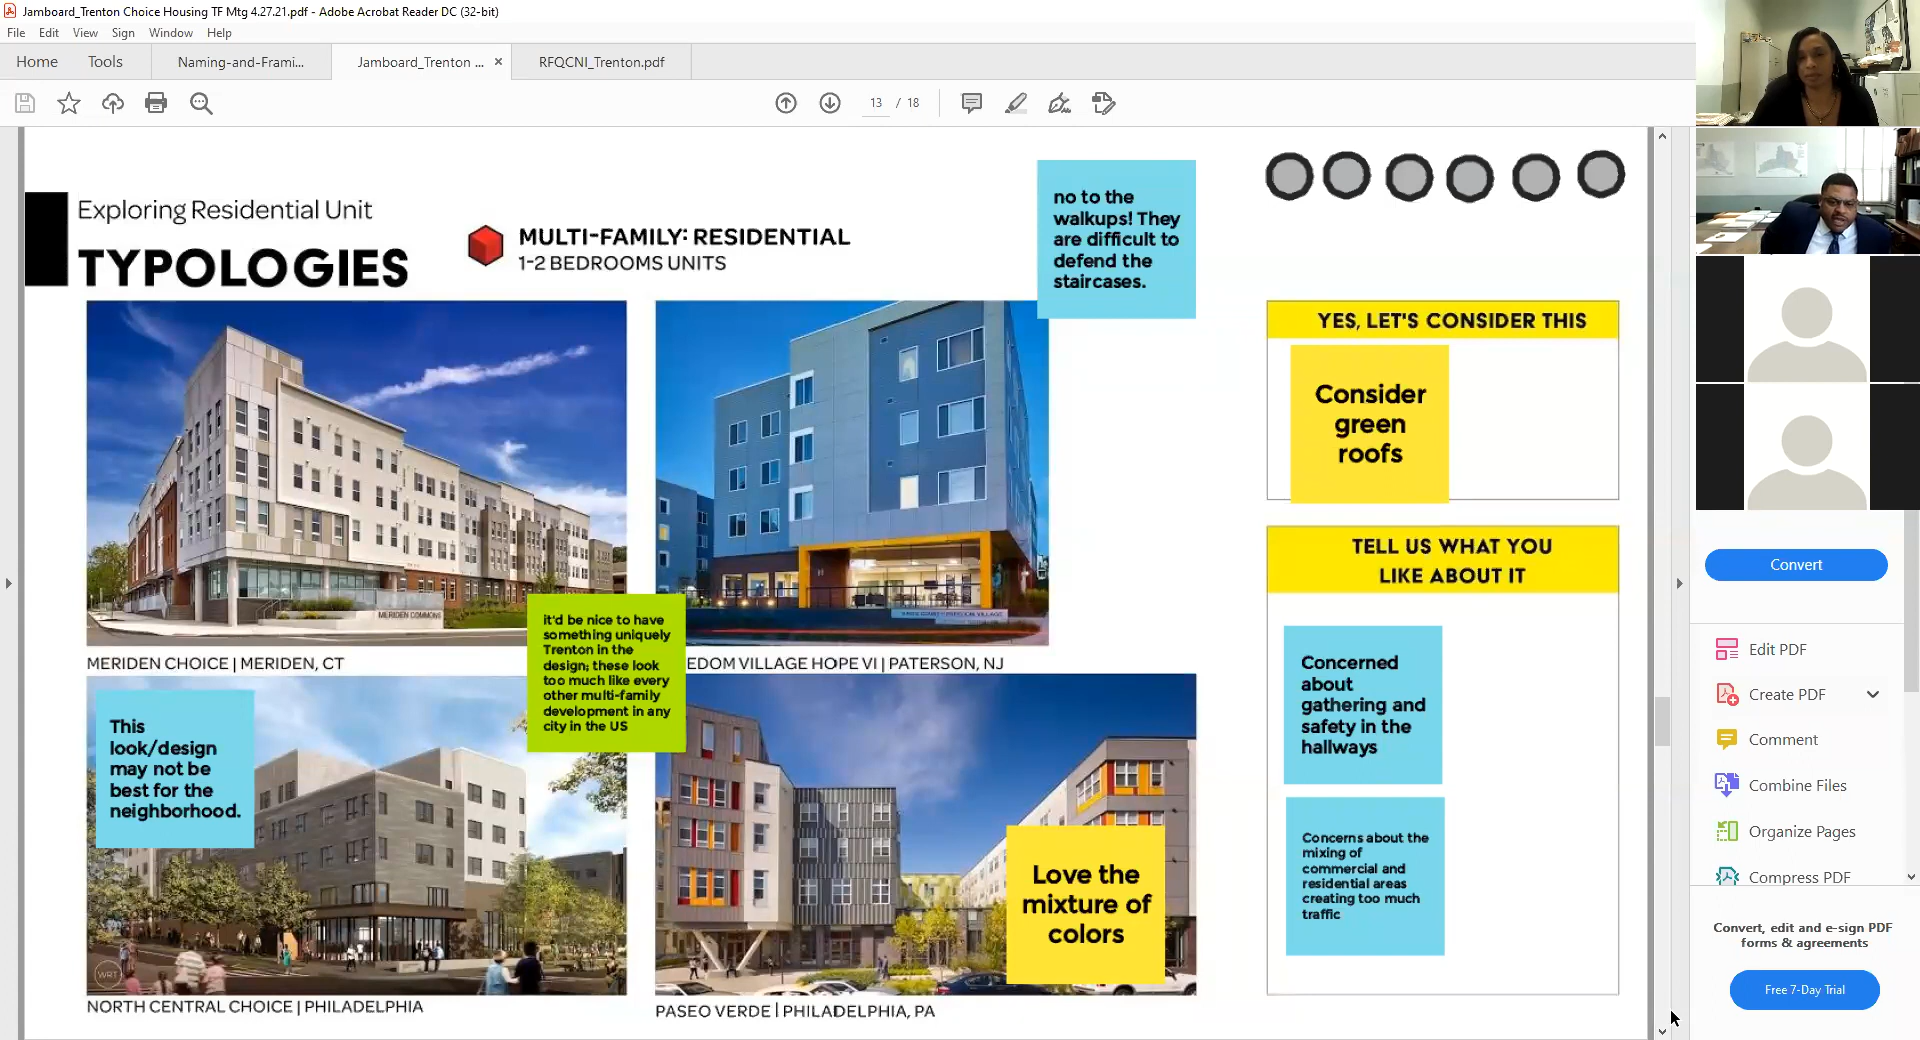 Jamboard_Trenton Choice Housing TF Mtg 4.27.21.pdf - Adobe Acrobat Reader DC (32-bit)
File Edit View Sign Window Help
Home Tools Naming-and-Frami... Jamboard_Trenton ... × RFQCNI_Trenton.pdf
13 / 18
Exploring Residential Unit
TYPOLOGIES
MULTI-FAMILY: RESIDENTIAL
1-2 BEDROOMS UNITS
no to the
walkups! They
are difficult to
defend the
staircases.
MERIDEN COMMONS
MERIDEN CHOICE | MERIDEN, CT
EDOM VILLAGE HOPE VI | PATERSON, NJ
it'd be nice to have
something uniquely
Trenton in the
design; these look
too much like every
other multi-family
development in any
city in the US
This
look/design
may not be
best for the
neighborhood.
WRT
NORTH CENTRAL CHOICE | PHILADELPHIA
Love the
mixture of
colors
PASEO VERDE | PHILADELPHIA, PA
YES, LET'S CONSIDER THIS
Consider
green
roofs
TELL US WHAT YOU
LIKE ABOUT IT
Concerned
about
gathering and
safety in the
hallways
Concerns about the
mixing of
commercial and
residential areas
creating too much
traffic
Convert
Edit PDF
Create PDF
Comment
Combine Files
Organize Pages
Compress PDF
Convert, edit and e-sign PDF
forms & agreements
Free 7-Day Trial